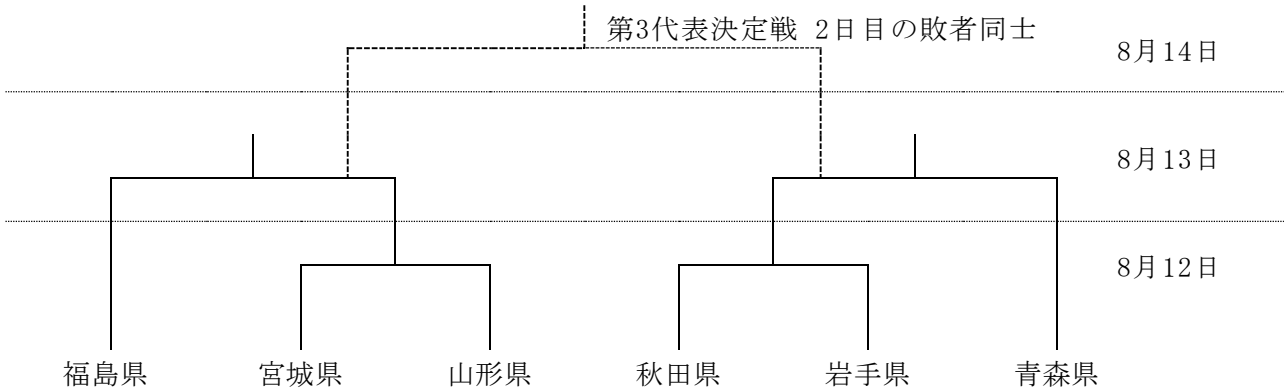 第3代表決定戦 2日目の敗者同士
8月14日
8月13日
8月12日
福島県 宮城県 山形県 秋田県 岩手県 青森県